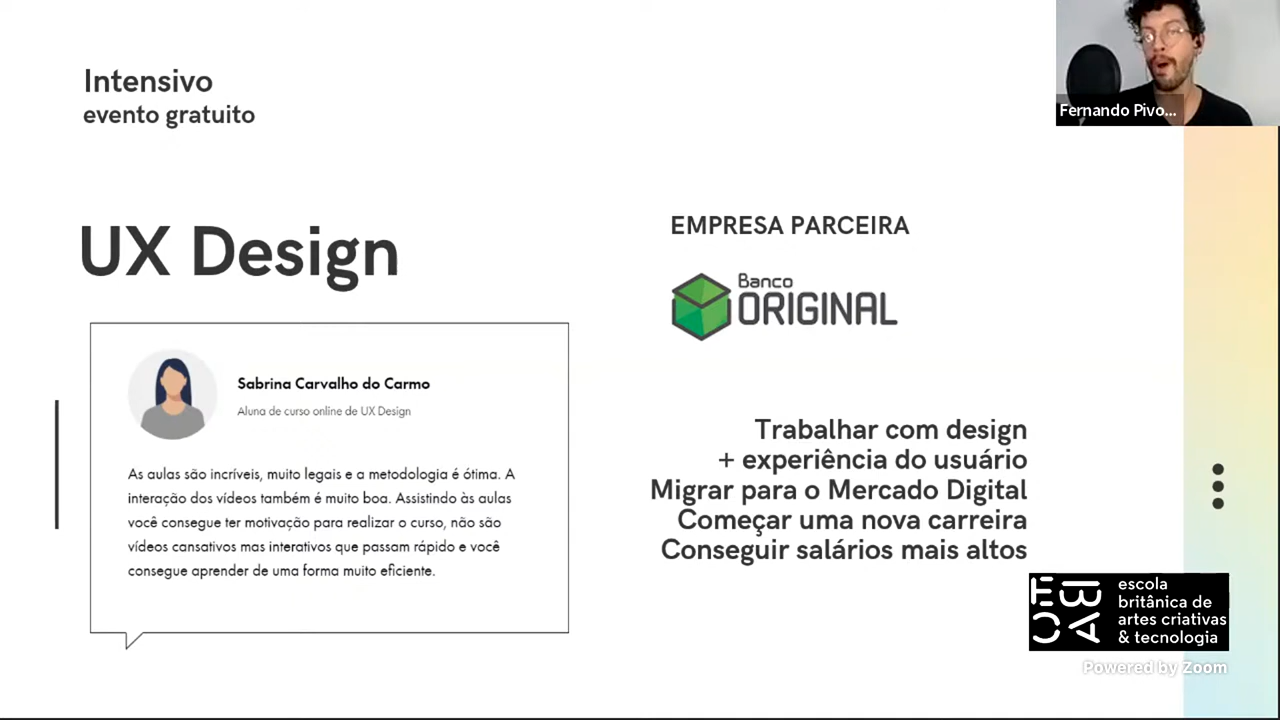 Intensivo
evento gratuito
Fernando Pivo...
UX Design
EMPRESA PARCEIRA
Banco
ORIGINAL
Sabrina Carvalho do Carmo
Aluna de curso online de UX Design
As aulas são incríveis, muito legais e a metodologia é ótima. A
interação dos vídeos também é muito boa. Assistindo às aulas
você consegue ter motivação para realizar o curso, não são
vídeos cansativos mas interativos que passam rápido e você
consegue aprender de uma forma muito eficiente.
Trabalhar com design
+ experiência do usuário
Migrar para o Mercado Digital
Começar uma nova carreira
Conseguir salários mais altos
EBAC
escola
britânica de
artes criativas
& tecnologia
Powered by Zoom